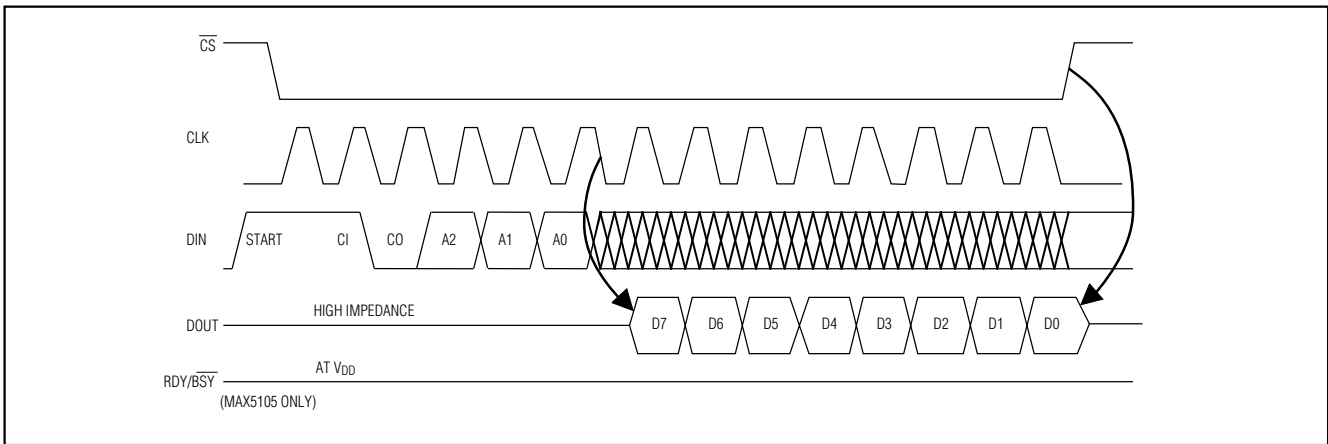 CS
CLK
DIN START CI CO A2 A1 A0
DOUT HIGH IMPEDANCE D7 D6 D5 D4 D3 D2 D1 D0
RDY/BSY AT VDD
(MAX5105 ONLY)